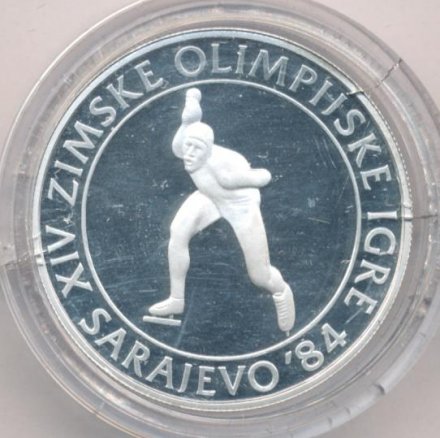 XIV ZIMSKE OLIMPIJSKE IGRE
SARAJEVO '84